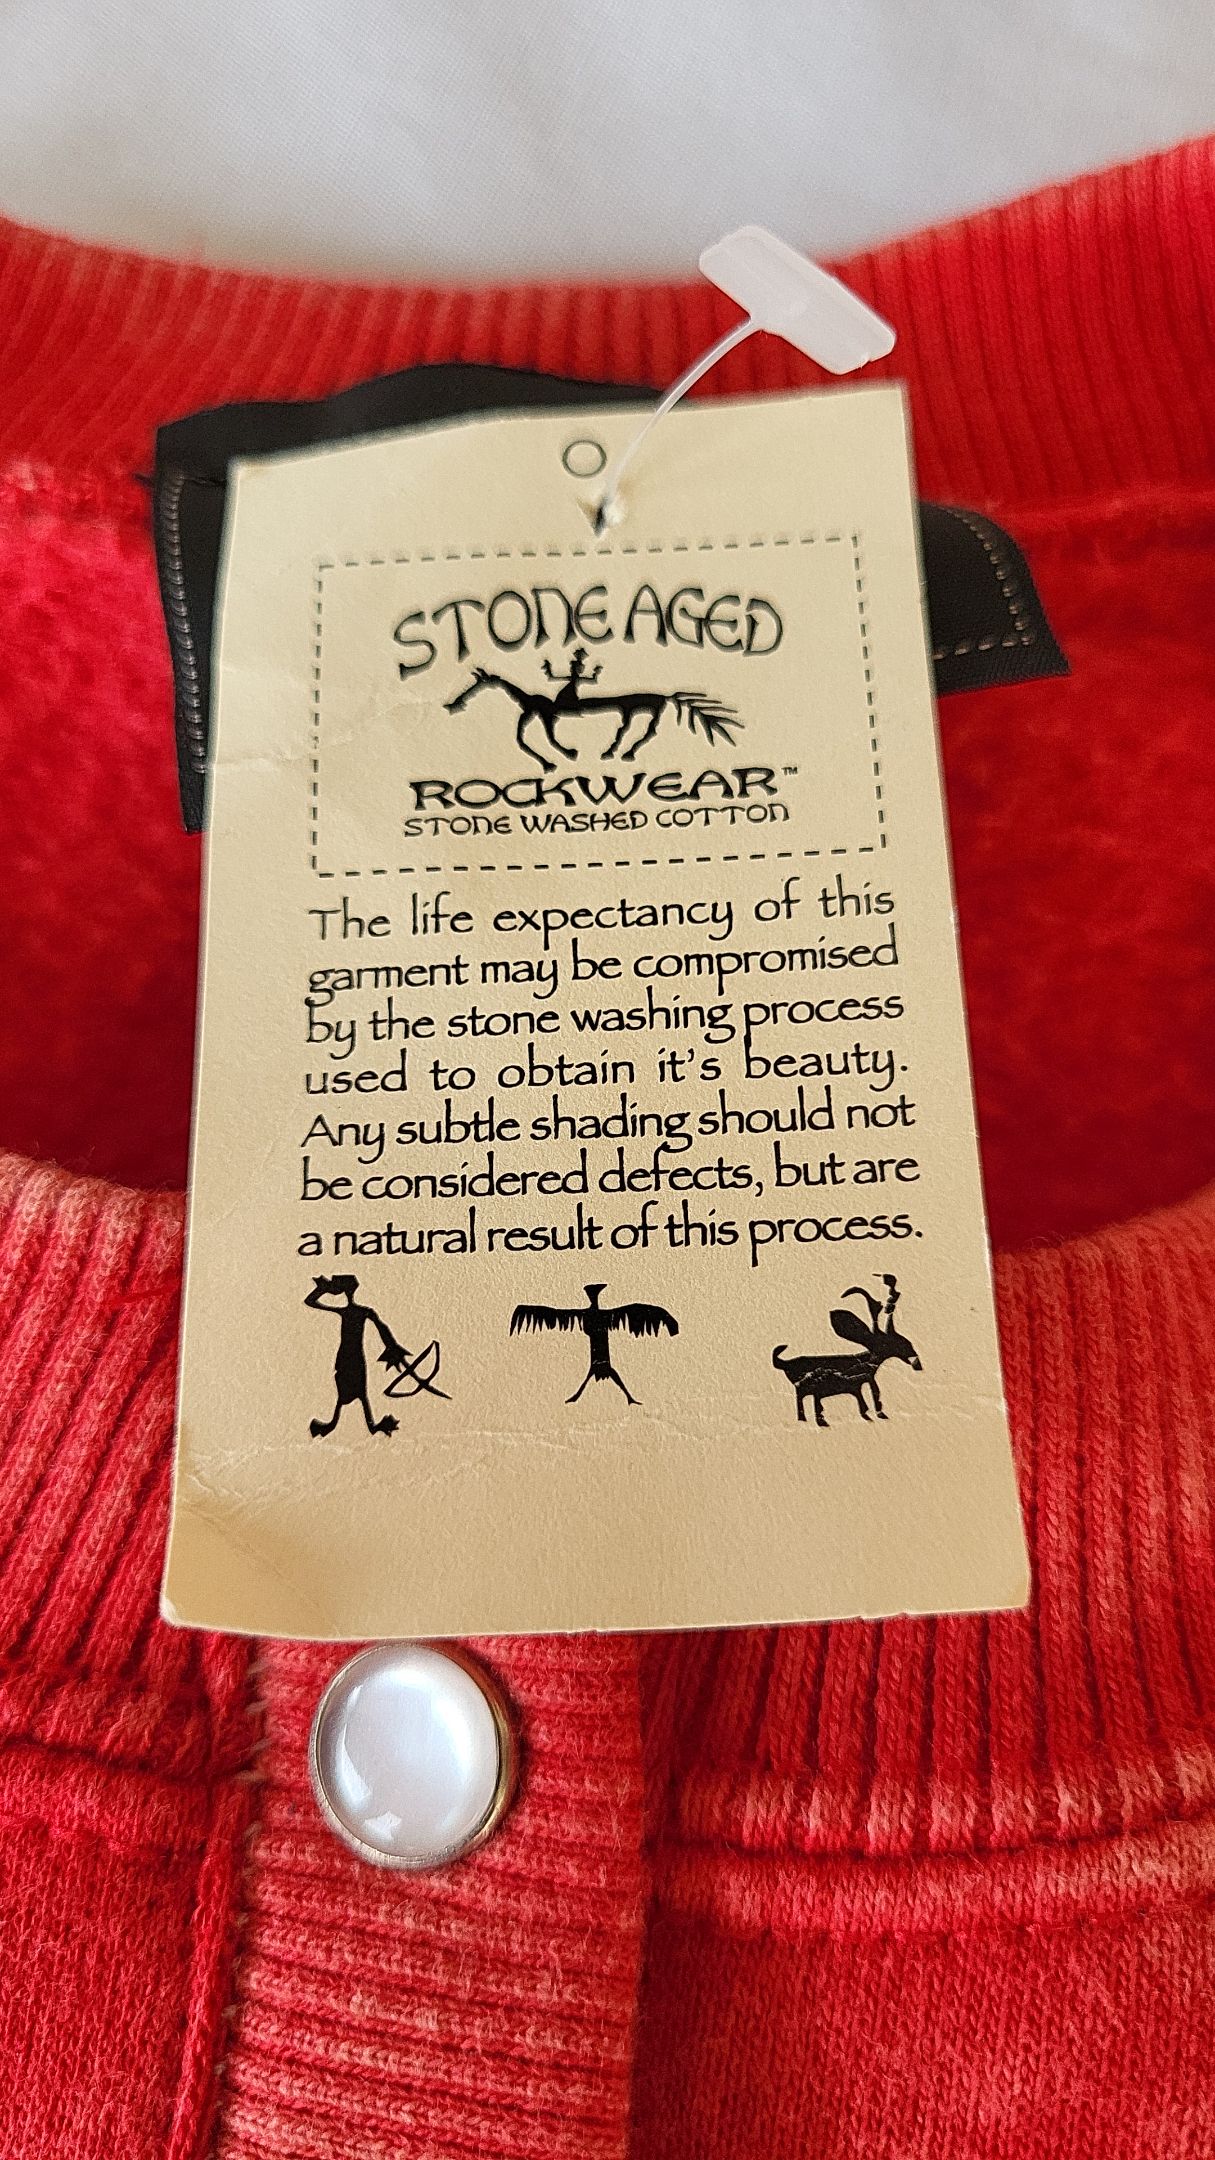 STONE AGED
ROCKWEAR™
STONE WASHED COTTON
The life expectancy of this
garment may be compromised
by the stone washing process
used to obtain it's beauty.
Any subtle shading should not
be considered defects, but are
a natural result of this process.